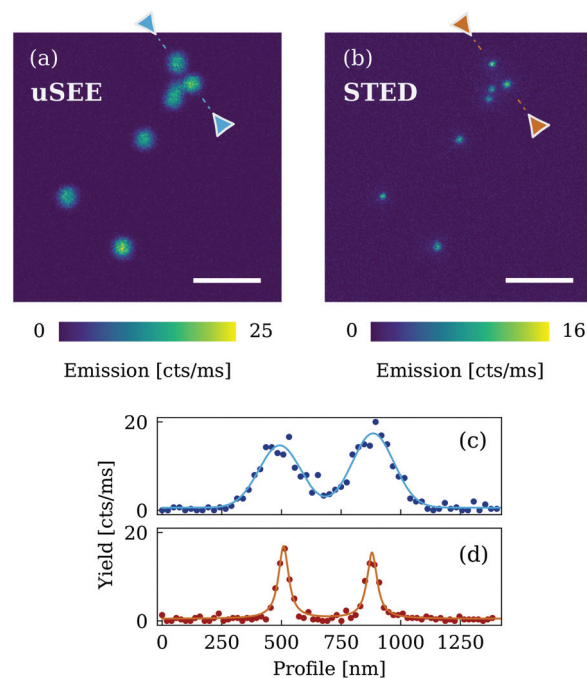 (a)
uSEE
(b)
STED
0 25
Emission [cts/ms]
0 16
Emission [cts/ms]
20
0
(c)
20
0
(d)
Yield [cts/ms]
0 250 500 750 1000 1250
Profile [nm]